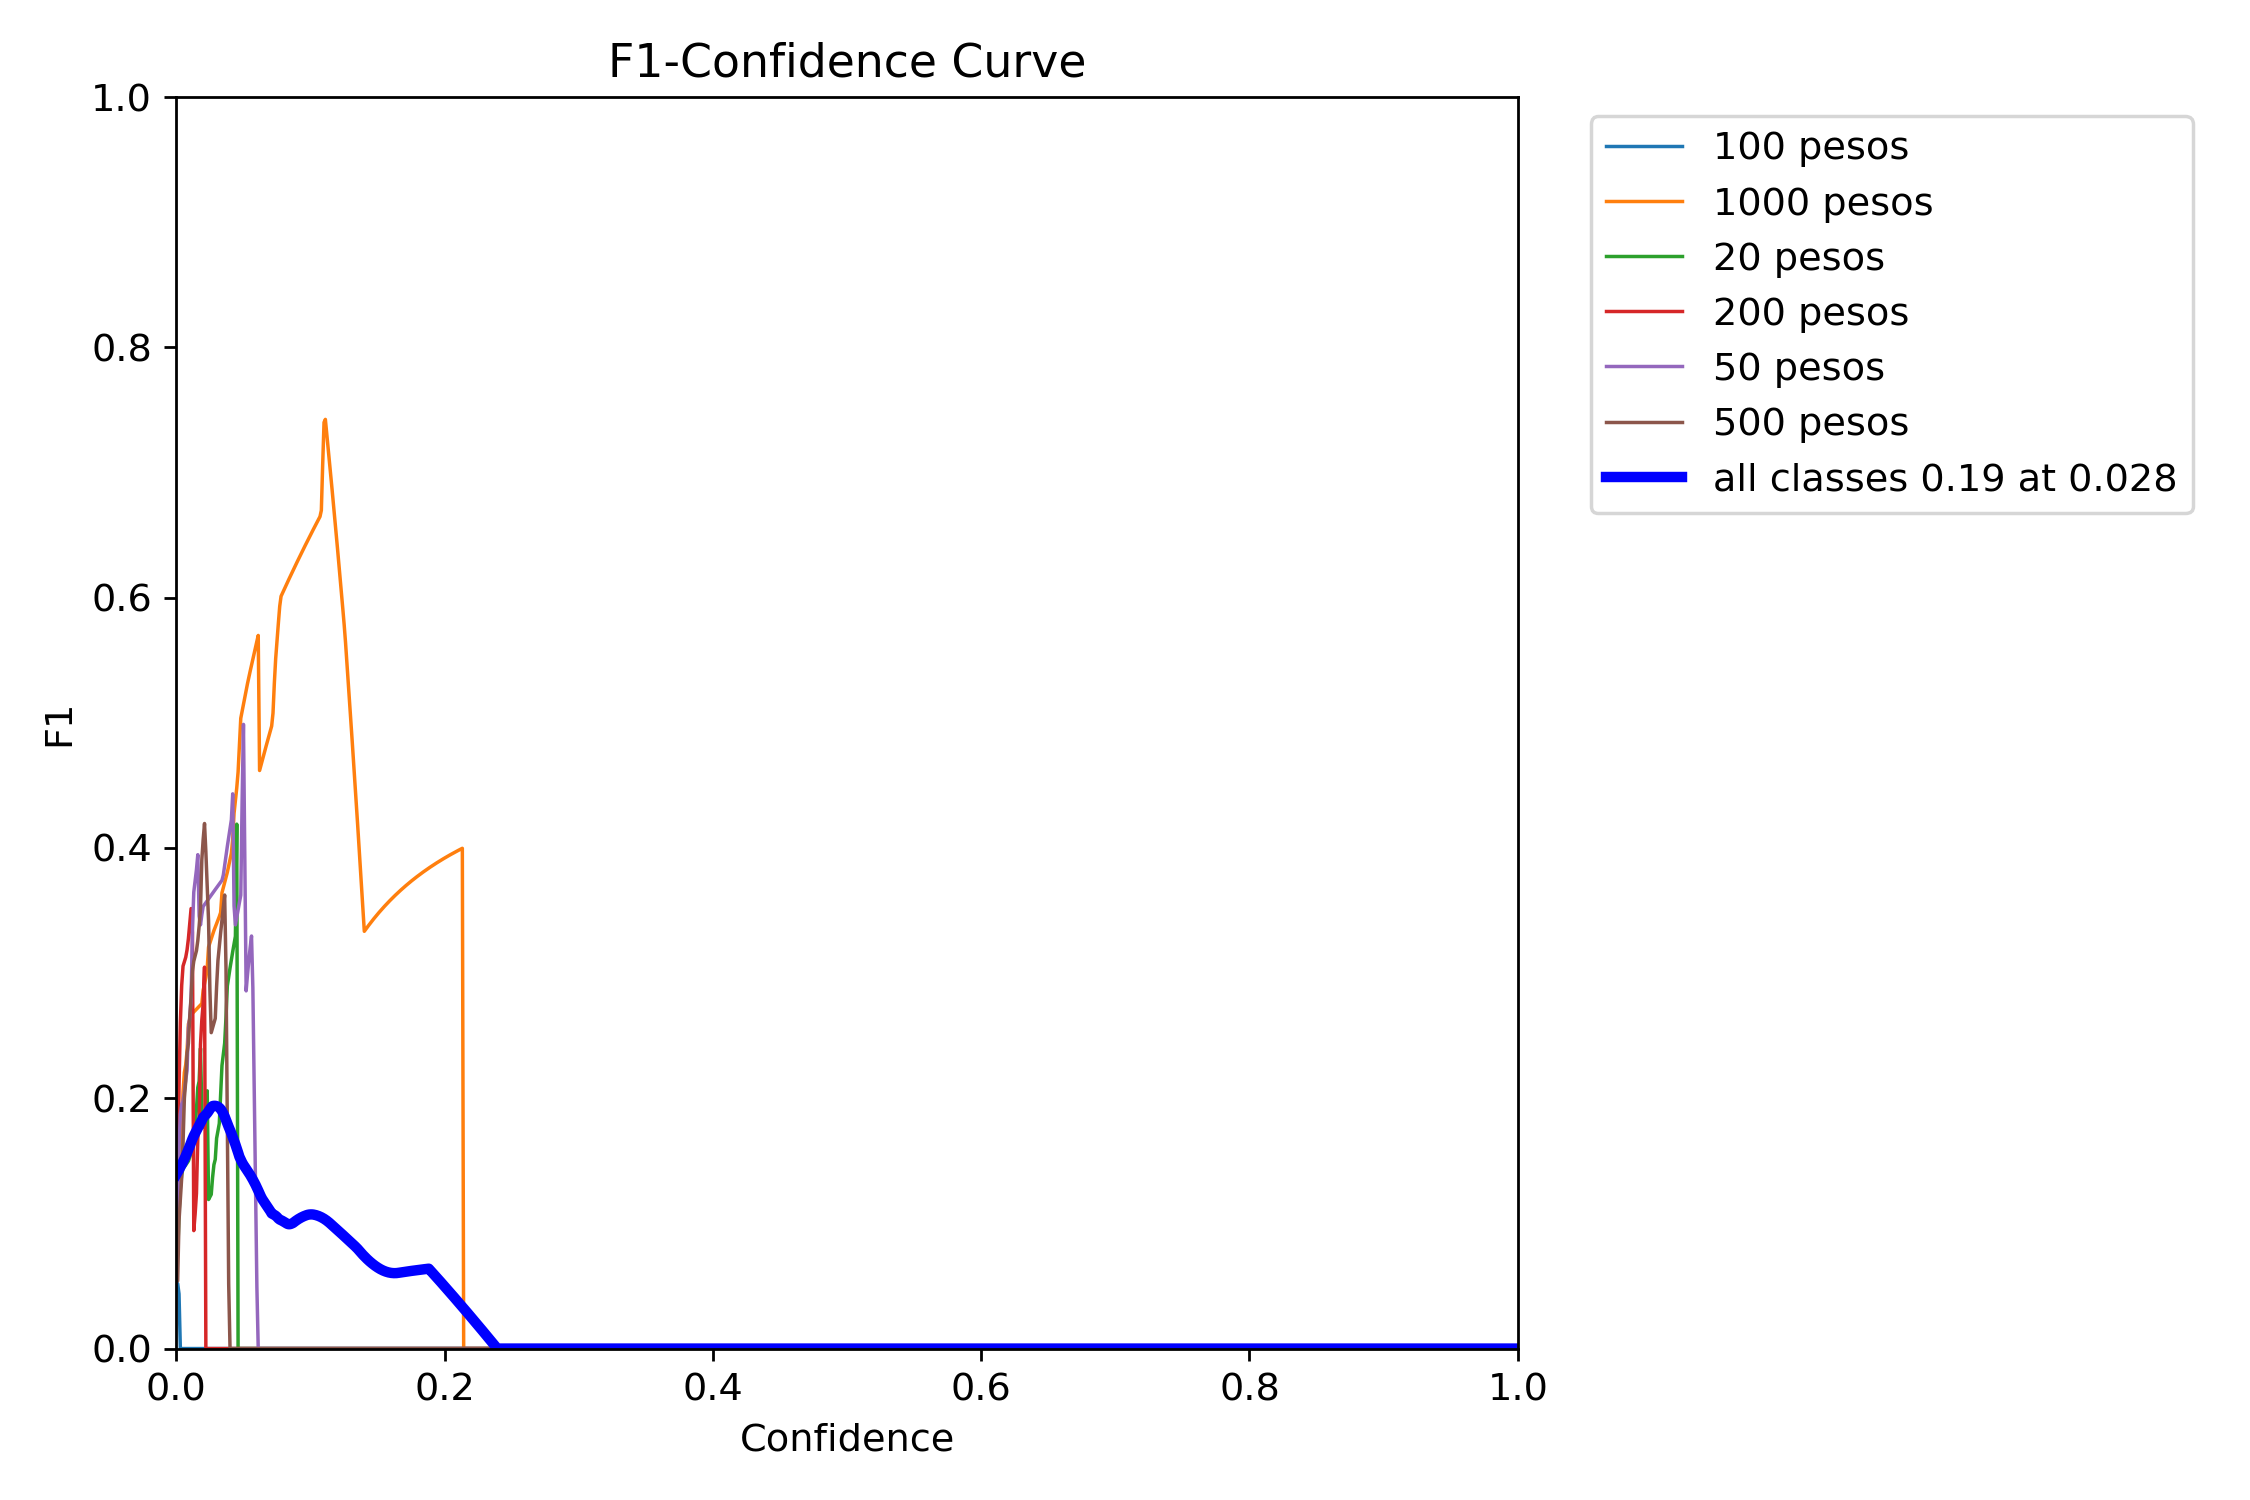 F1-Confidence Curve
1.0
0.8
0.6
0.4
0.2
0.0
F1
0.0 0.2 0.4 0.6 0.8 1.0
Confidence
100 pesos
1000 pesos
20 pesos
200 pesos
50 pesos
500 pesos
all classes 0.19 at 0.028